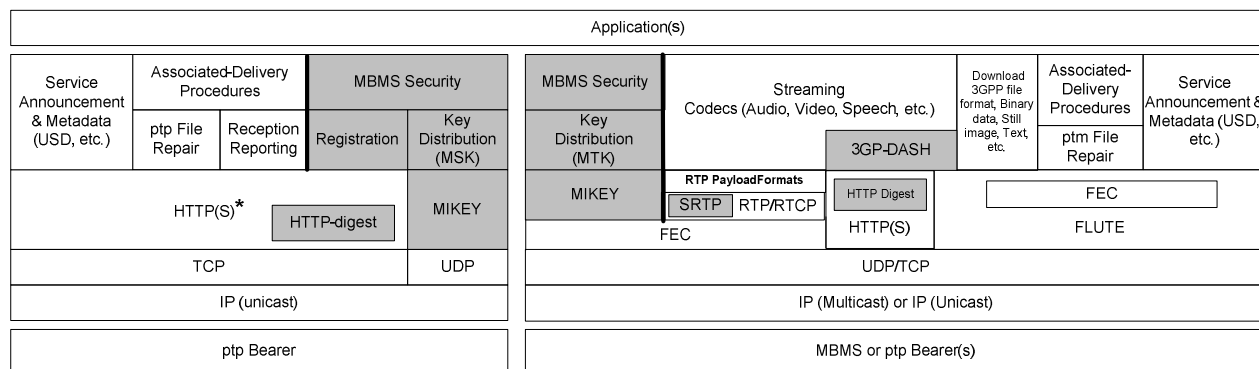 Application(s)
Service
Announcement
& Metadata
(USD, etc.)
Associated-Delivery
Procedures
ptp File
Repair
Reception
Reporting
MBMS Security
Registration
Key
Distribution
(MSK)
HTTP(S)*
HTTP-digest
MIKEY
TCP
UDP
IP (unicast)
ptp Bearer
MBMS Security
Key
Distribution
(MTK)
MIKEY
Streaming
Codecs (Audio, Video, Speech, etc.)
3GP-DASH
RTP PayloadFormats
SRTP
RTP/RTCP
FEC
HTTP Digest
HTTP(S)
Download
3GPP file
format, Binary
data, Still
image, Text,
etc.
Associated-
Delivery
Procedures
ptm File
Repair
Service
Announcement &
Metadata (USD,
etc.)
FEC
FLUTE
UDP/TCP
IP (Multicast) or IP (Unicast)
MBMS or ptp Bearer(s)